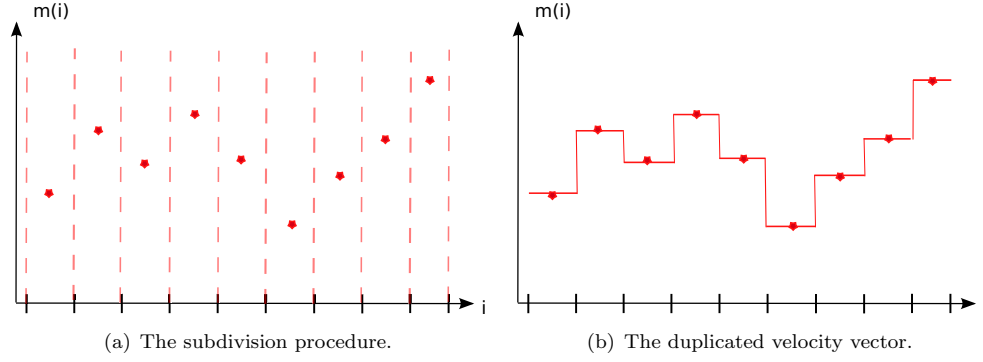 m(i)
m(i)
i
(a) The subdivision procedure.
(b) The duplicated velocity vector.